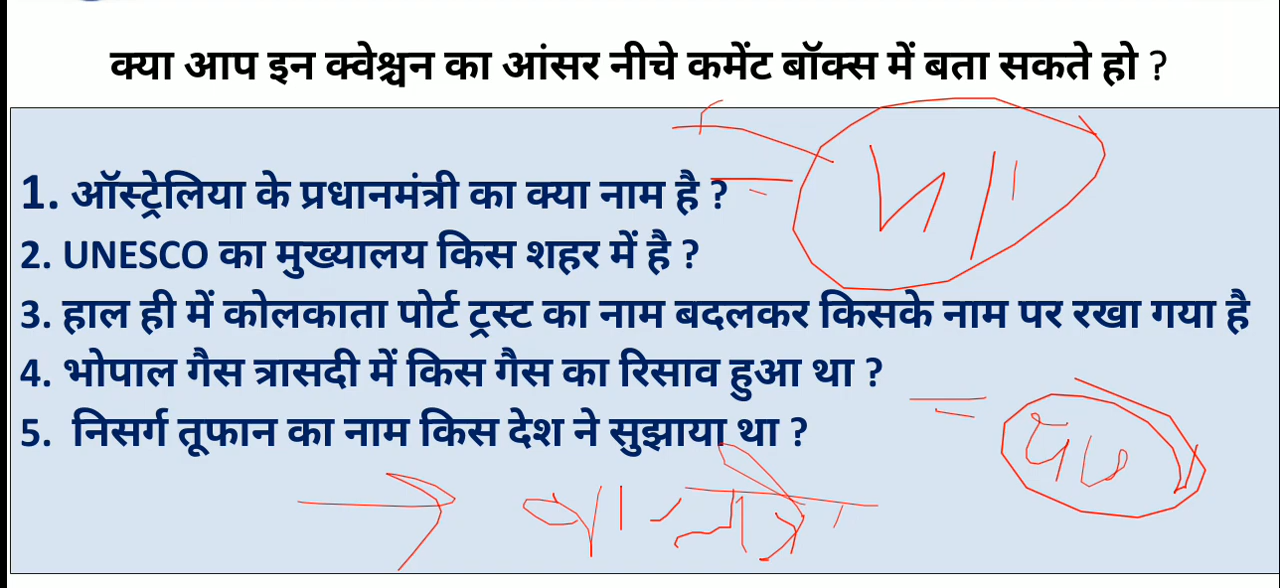 क्या आप इन क्वेश्चन का आंसर नीचे कमेंट बॉक्स में बता सकते हो ?
1. ऑस्ट्रेलिया के प्रधानमंत्री का क्या नाम है ?
2. UNESCO का मुख्यालय किस शहर में है ?
3. हाल ही में कोलकाता पोर्ट ट्रस्ट का नाम बदलकर किसके नाम पर रखा गया है
4. भोपाल गैस त्रासदी में किस गैस का रिसाव हुआ था ?
5. निसर्ग तूफान का नाम किस देश ने सुझाया था ?